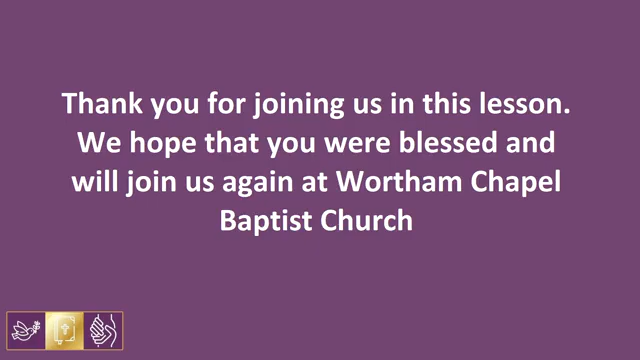 Thank you for joining us in this lesson.
We hope that you were blessed and
will join us again at Wortham Chapel
Baptist Church